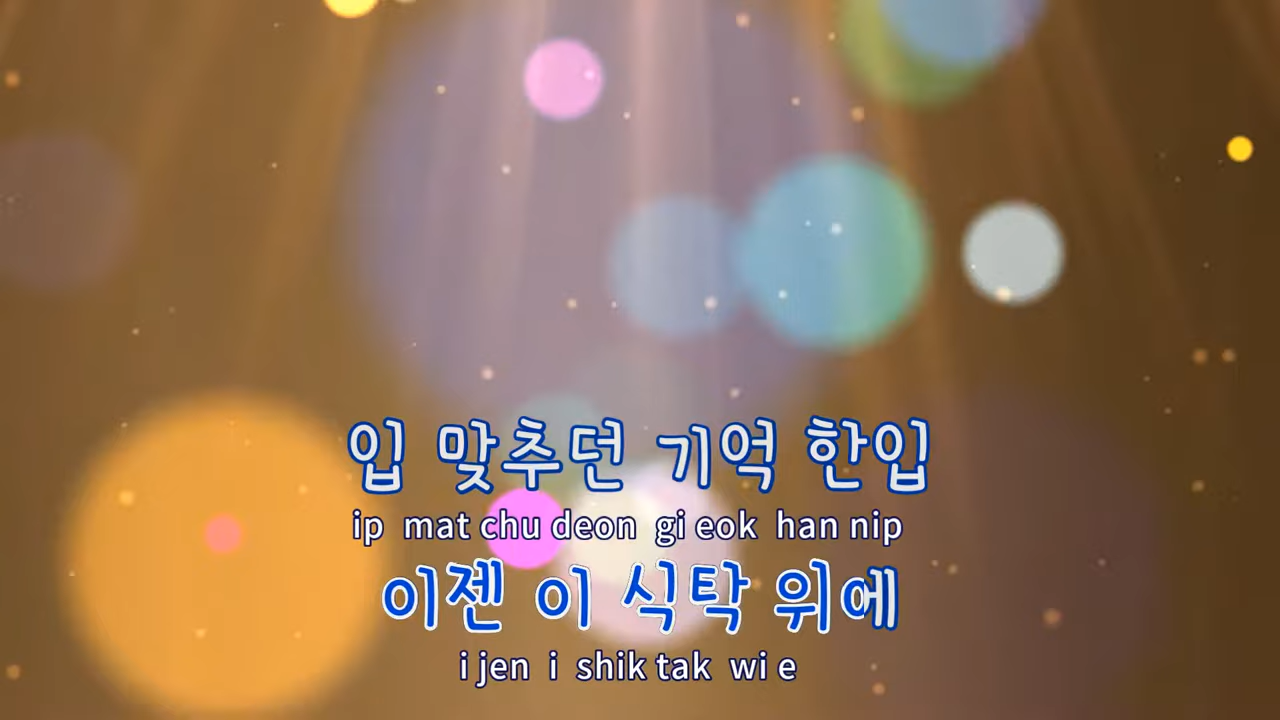 입 맞추던 기억 한입
ip mat chu deon gi eok han nip
이젠 이 식탁 위에
i jen i shik tak wi e